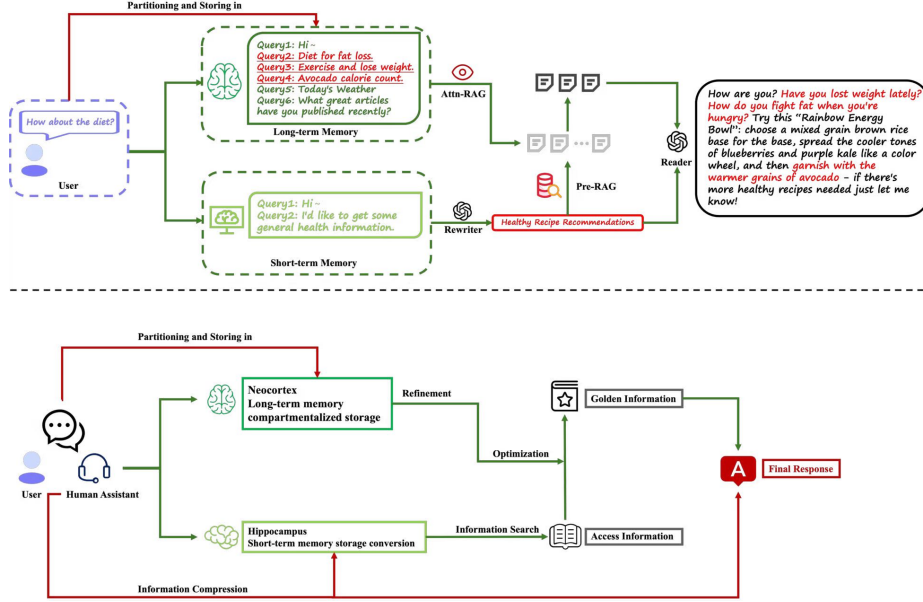 Partitioning and Storing in
How about the diet?
User
Query1: Hi ~
Query2: Diet for fat loss.
Query3: Exercise and lose weight.
Query4: Avocado calorie count.
Query5: Today's Weather
Query6: What great articles
have you published recently?
Long-term Memory
Query1: Hi~
Query2: I'd like to get some
general health information.
Short-term Memory
Attn-RAG
Rewriter
Healthy Recipe Recommendations
Pre-RAG
Reader
How are you? Have you lost weight lately?
How do you fight fat when you're
hungry? Try this "Rainbow Energy
Bowl": choose a mixed grain brown rice
base for the base, spread the cooler tones
of blueberries and purple kale like a color
wheel, and then garnish with the
warmer grains of avocado - if there's
more healthy recipes needed just let me
know!
Partitioning and Storing in
User
Human Assistant
Neocortex
Long-term memory
compartmentalized storage
Refinement
Optimization
Hippocampus
Short-term memory storage conversion
Information Search
Golden Information
Access Information
A
Final Response
Information Compression